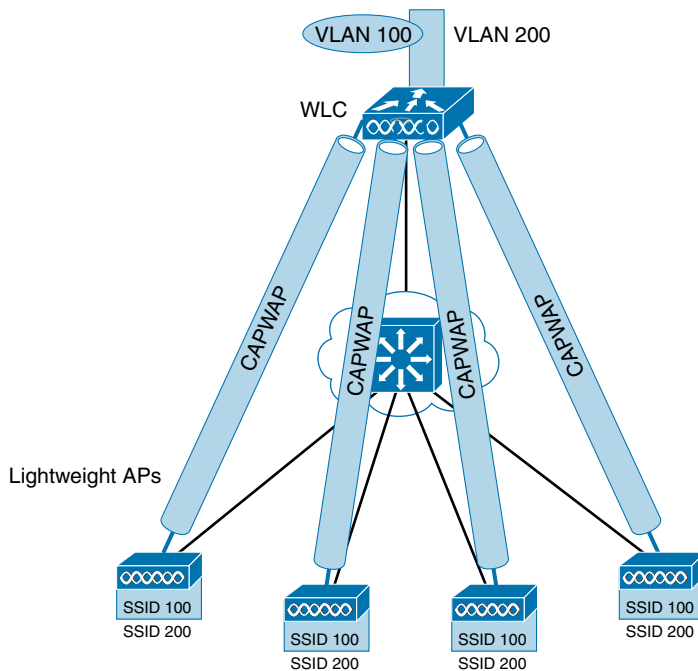 VLAN 100
VLAN 200
WLC
CAPWAP
CAPWAP
CAPWAP
CAPWAP
Lightweight APs
SSID 100
SSID 200
SSID 100
SSID 200
SSID 100
SSID 200
SSID 100
SSID 200